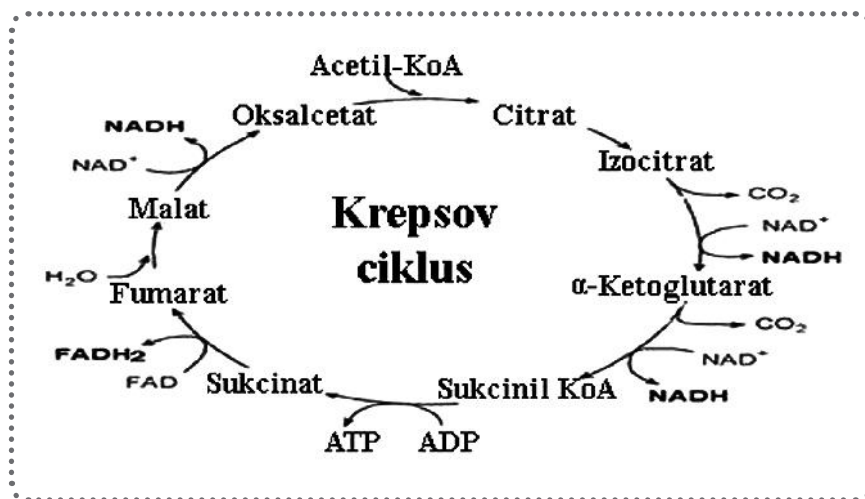 Acetil-KoA
Oksalcetat
Citrat
NADH
NAD⁺
Izocitrat
CO₂
Malat
Krepsov
ciklus
NAD⁺
NADH
H₂O
Fumarat
α-Ketoglutarat
CO₂
FADH2
FAD
NAD⁺
NADH
Sukcinat
Sukcinil KoA
ATP
ADP